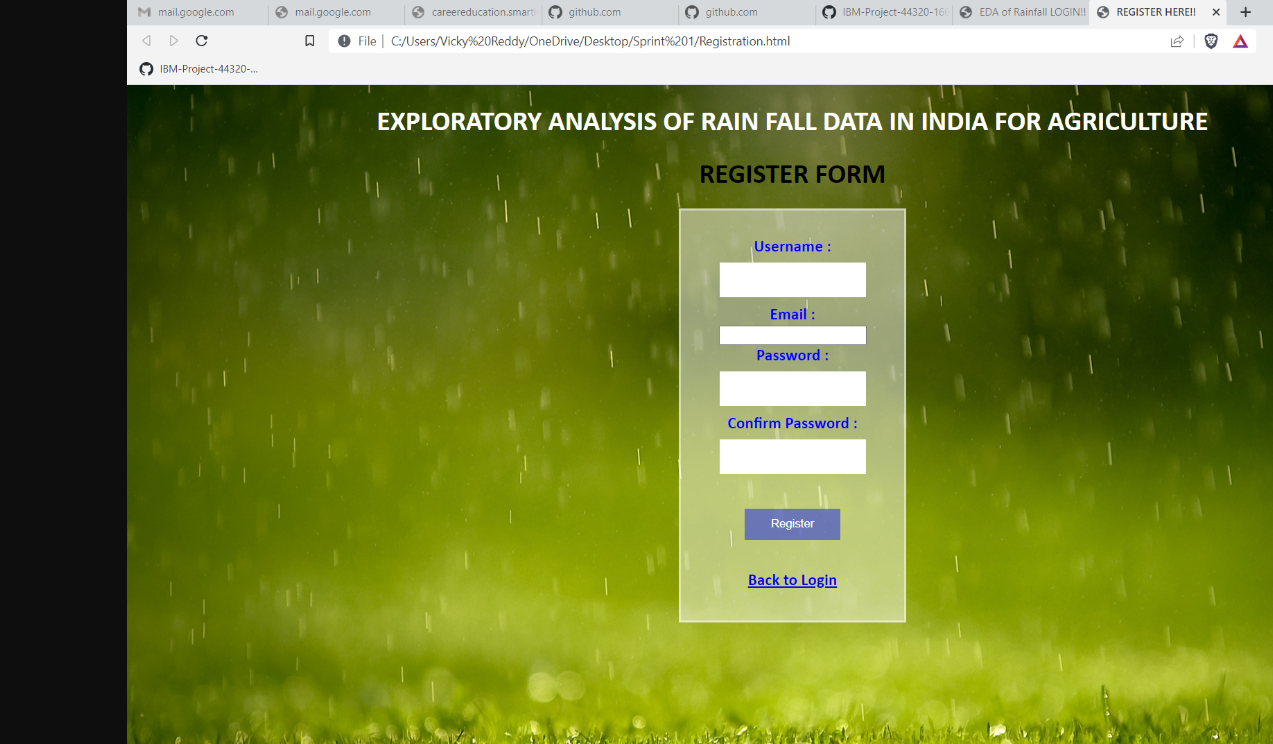 mail.google.com
mail.google.com
careereducation.smart
github.com
github.com
IBM-Project-44320-16
EDA of Rainfall LOGIN!!
REGISTER HERE!!
File
C:/Users/Vicky%20Reddy/OneDrive/Desktop/Sprint%201/Registration.html
IBM-Project-44320-...
EXPLORATORY ANALYSIS OF RAIN FALL DATA IN INDIA FOR AGRICULTURE
REGISTER FORM
Username :
Email :
Password :
Confirm Password :
Register
Back to Login